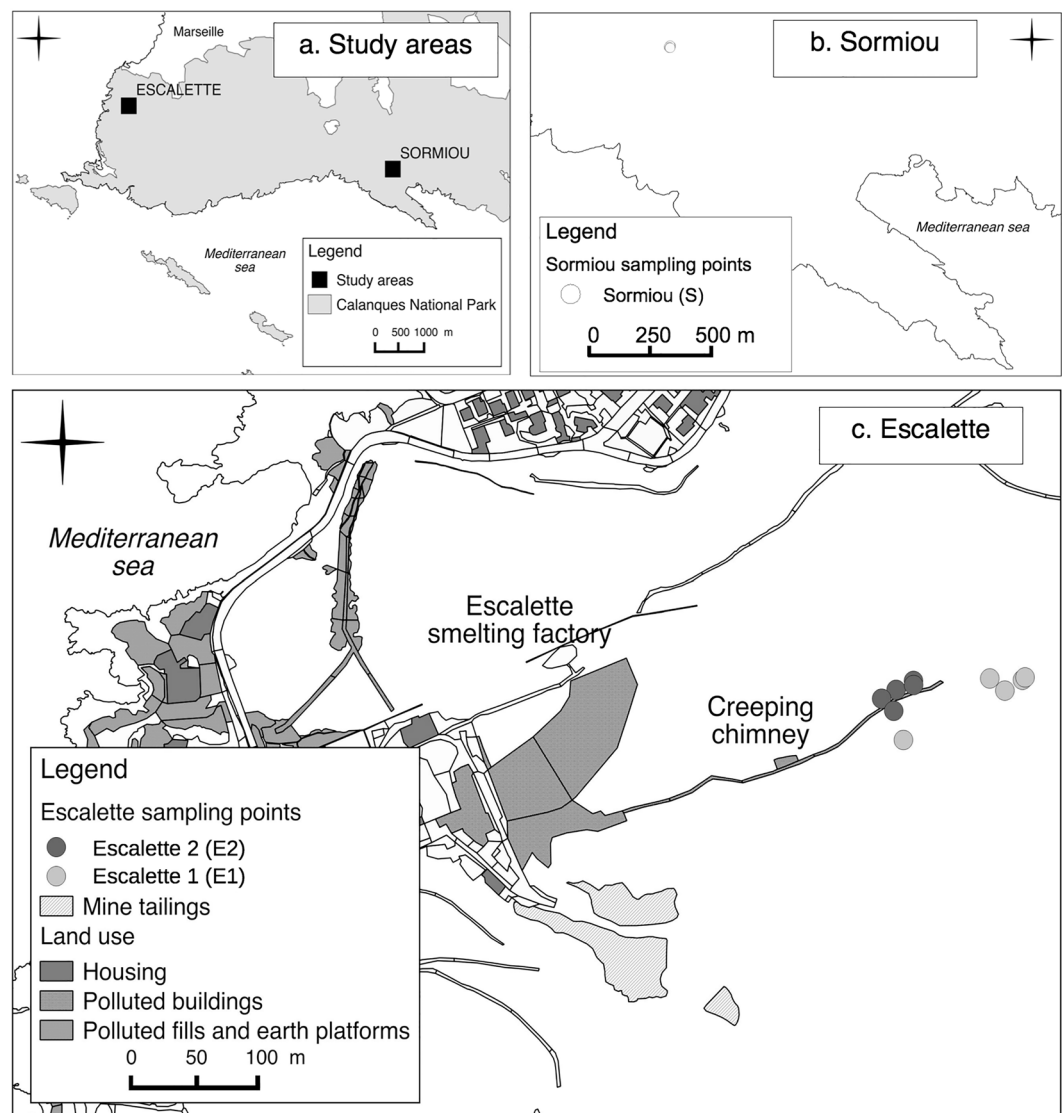 a. Study areas
Marseille
ESCALETTE
SORMIOU
Mediterranean
sea
Legend
Study areas
Calanques National Park
0 500 1000 m
b. Sormiou
Mediterranean sea
Legend
Sormiou sampling points
Sormiou (S)
0 250 500 m
c. Escalette
Mediterranean
sea
Escalette
smelting factory
Creeping
chimney
Legend
Escalette sampling points
Escalette 2 (E2)
Escalette 1 (E1)
Mine tailings
Land use
Housing
Polluted buildings
Polluted fills and earth platforms
0 50 100 m